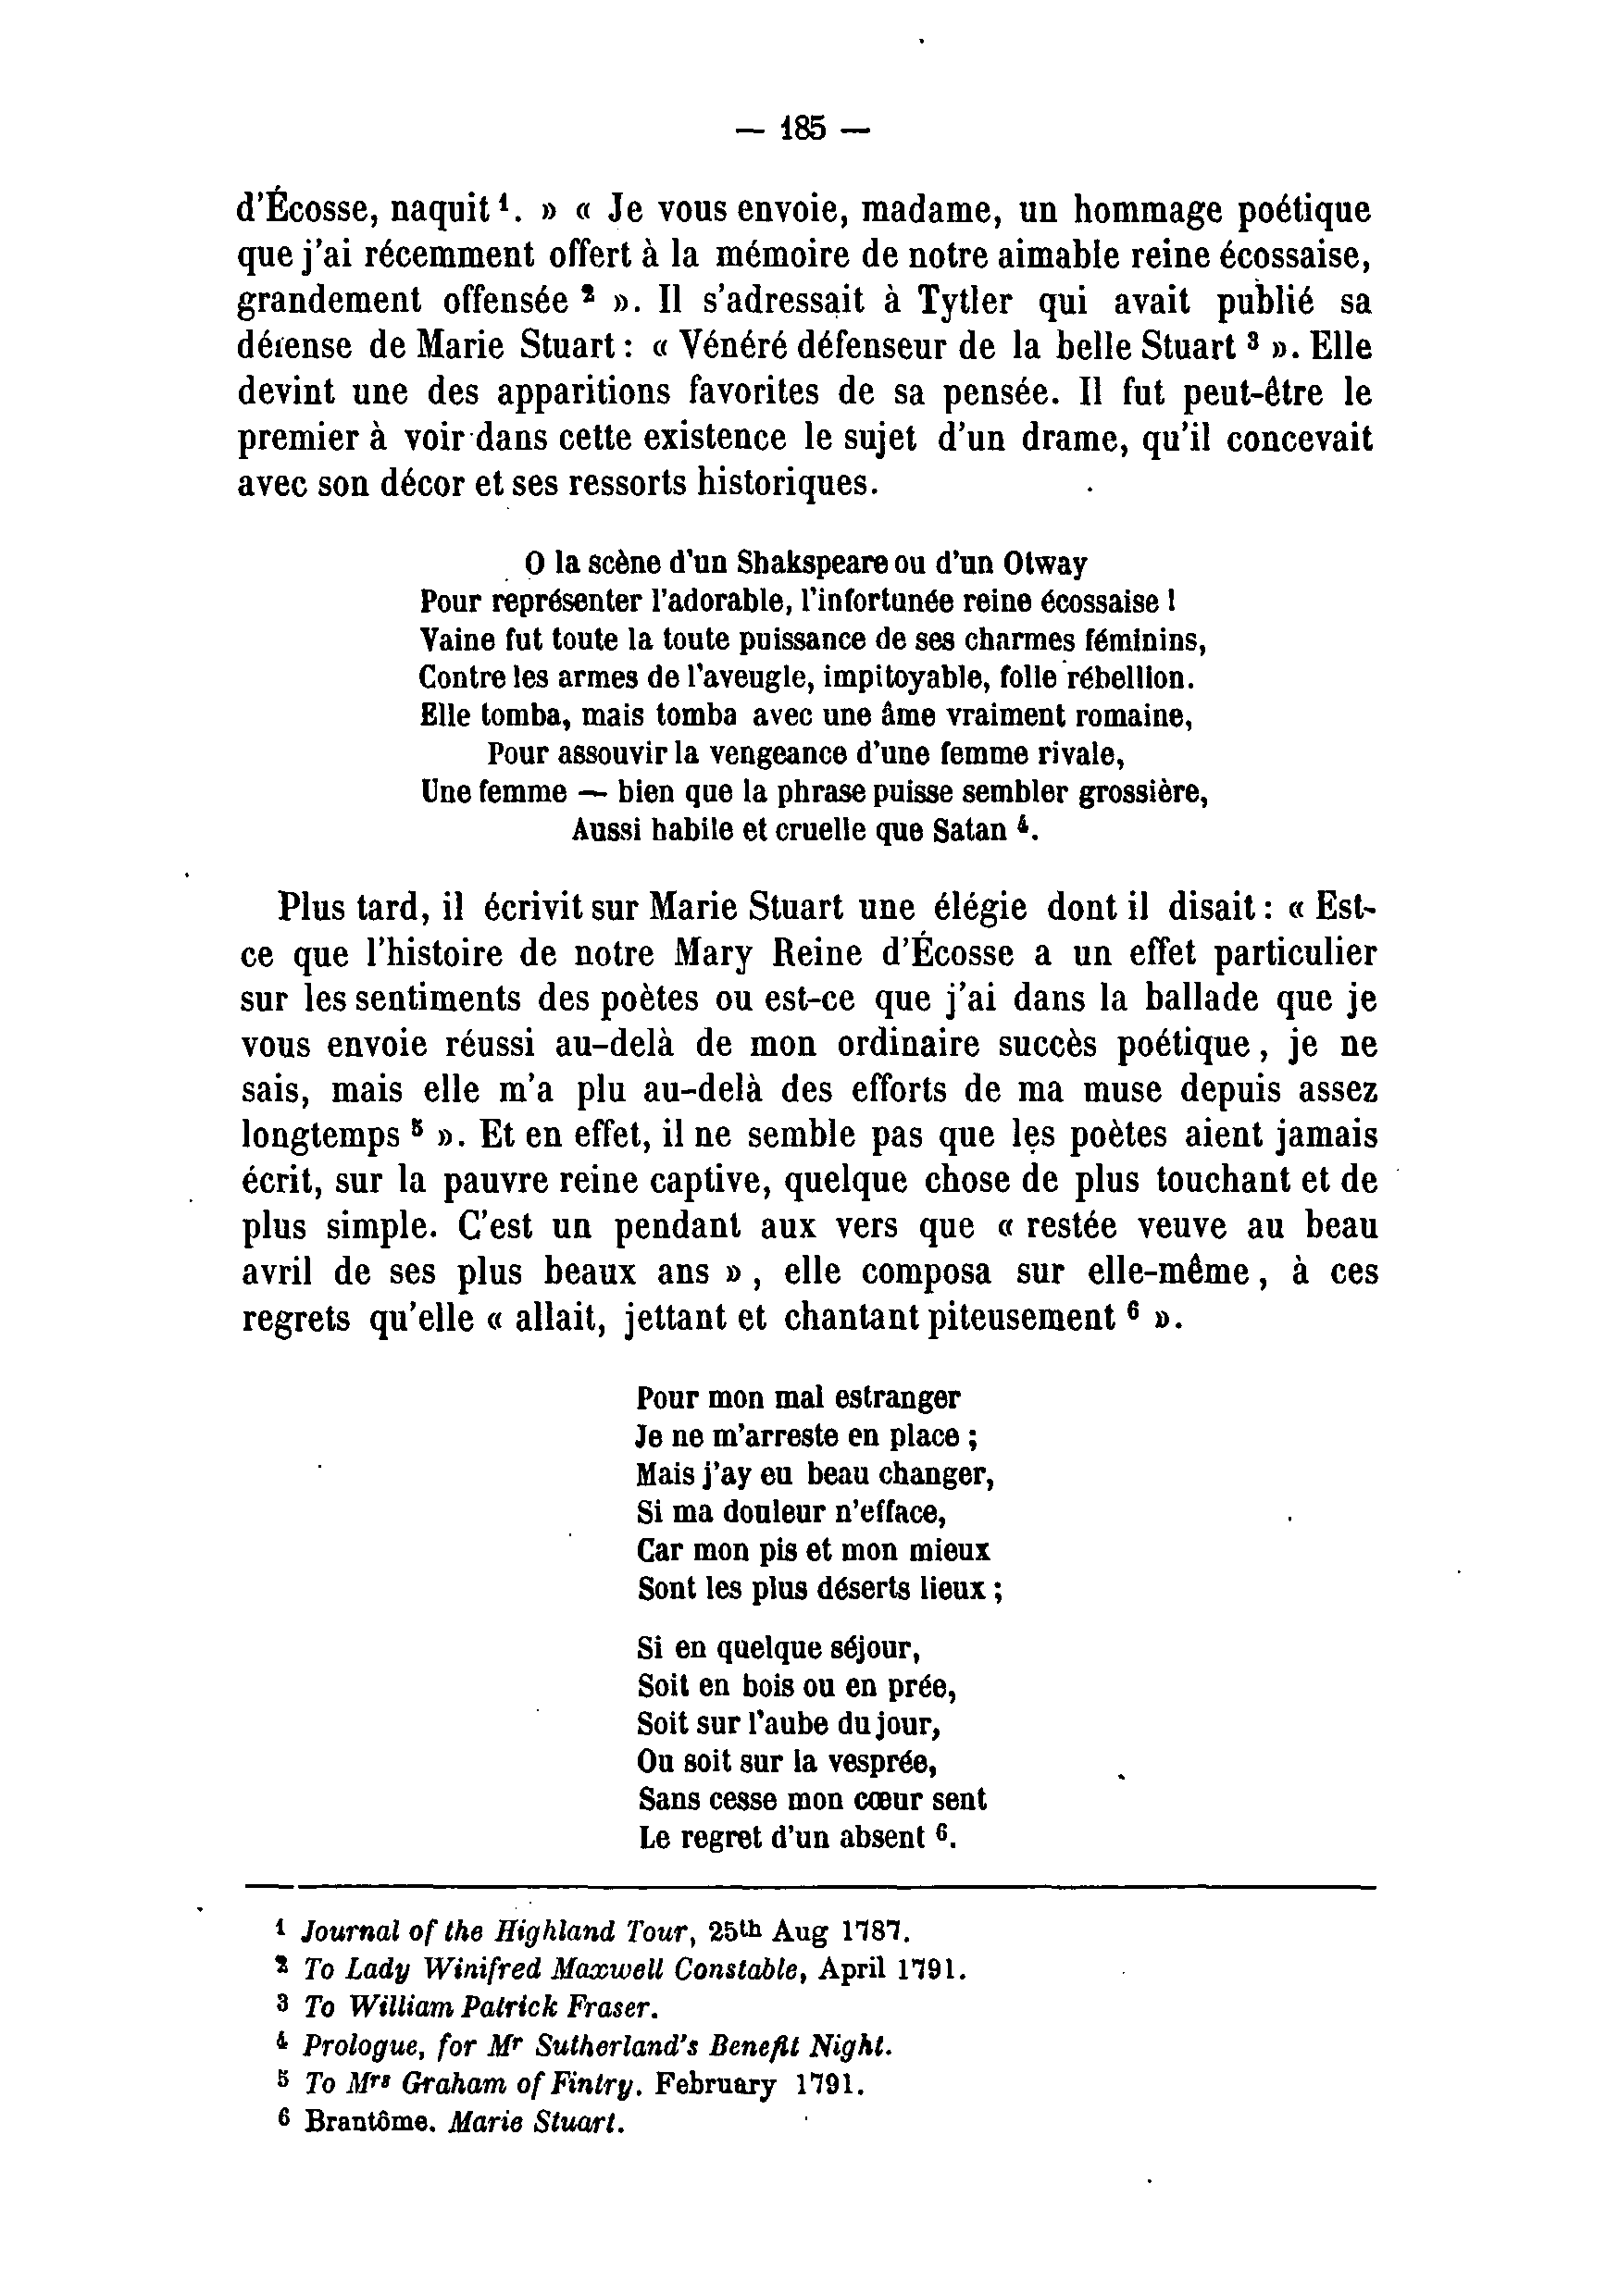 — 185 —
d'Écosse, naquit ¹. » « Je vous envoie, madame, un hommage poétique
que j'ai récemment offert à la mémoire de notre aimable reine écossaise,
grandement offensée ² ». Il s'adressait à Tytler qui avait publié sa
défense de Marie Stuart : « Vénéré défenseur de la belle Stuart ³ ». Elle
devint une des apparitions favorites de sa pensée. Il fut peut-être le
premier à voir dans cette existence le sujet d'un drame, qu'il concevait
avec son décor et ses ressorts historiques.
O la scène d'un Shakspeare ou d'un Otway
Pour représenter l'adorable, l'infortunée reine écossaise !
Vaine fut toute la toute puissance de ses charmes féminins,
Contre les armes de l'aveugle, impitoyable, folle rébellion.
Elle tomba, mais tomba avec une âme vraiment romaine,
Pour assouvir la vengeance d'une femme rivale,
Une femme — bien que la phrase puisse sembler grossière,
Aussi habile et cruelle que Satan ⁴.
Plus tard, il écrivit sur Marie Stuart une élégie dont il disait : « Est-
ce que l'histoire de notre Mary Reine d'Écosse a un effet particulier
sur les sentiments des poètes ou est-ce que j'ai dans la ballade que je
vous envoie réussi au-delà de mon ordinaire succès poétique, je ne
sais, mais elle m'a plu au-delà des efforts de ma muse depuis assez
longtemps ⁵ ». Et en effet, il ne semble pas que les poètes aient jamais
écrit, sur la pauvre reine captive, quelque chose de plus touchant et de
plus simple. C'est un pendant aux vers que « restée veuve au beau
avril de ses plus beaux ans », elle composa sur elle-même, à ces
regrets qu'elle « allait, jettant et chantant piteusement ⁶ ».
Pour mon mal estranger
Je ne m'arreste en place ;
Mais j'ay eu beau changer,
Si ma douleur n'efface,
Car mon pis et mon mieux
Sont les plus déserts lieux ;
Si en quelque séjour,
Soit en bois ou en prée,
Soit sur l'aube du jour,
Ou soit sur la vesprée,
Sans cesse mon cœur sent
Le regret d'un absent ⁶.
¹ Journal of the Highland Tour, 25th Aug 1787.
² To Lady Winifred Maxwell Constable, April 1791.
³ To William Patrick Fraser.
⁴ Prologue, for Mr Sutherland's Benefit Night.
⁵ To Mrs Graham of Fintry. February 1791.
⁶ Brantôme. Marie Stuart.